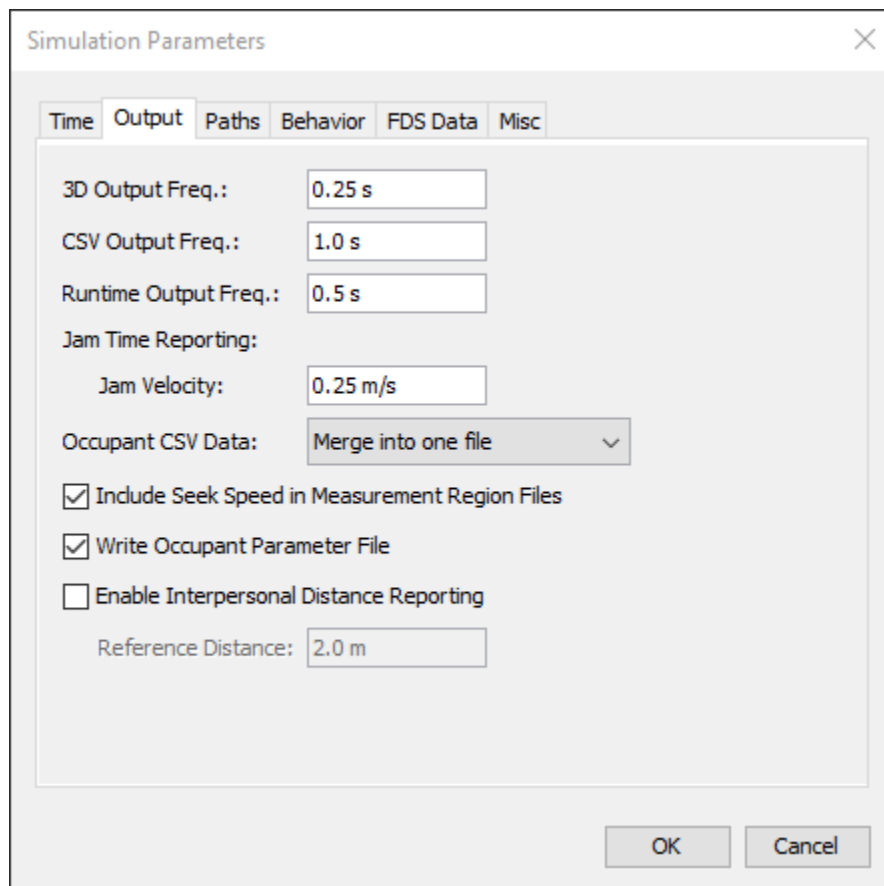 Simulation Parameters
Time Output Paths Behavior FDS Data Misc
3D Output Freq.: 0.25 s
CSV Output Freq.: 1.0 s
Runtime Output Freq.: 0.5 s
Jam Time Reporting:
Jam Velocity: 0.25 m/s
Occupant CSV Data: Merge into one file
Include Seek Speed in Measurement Region Files
Write Occupant Parameter File
Enable Interpersonal Distance Reporting
Reference Distance: 2.0 m
OK Cancel